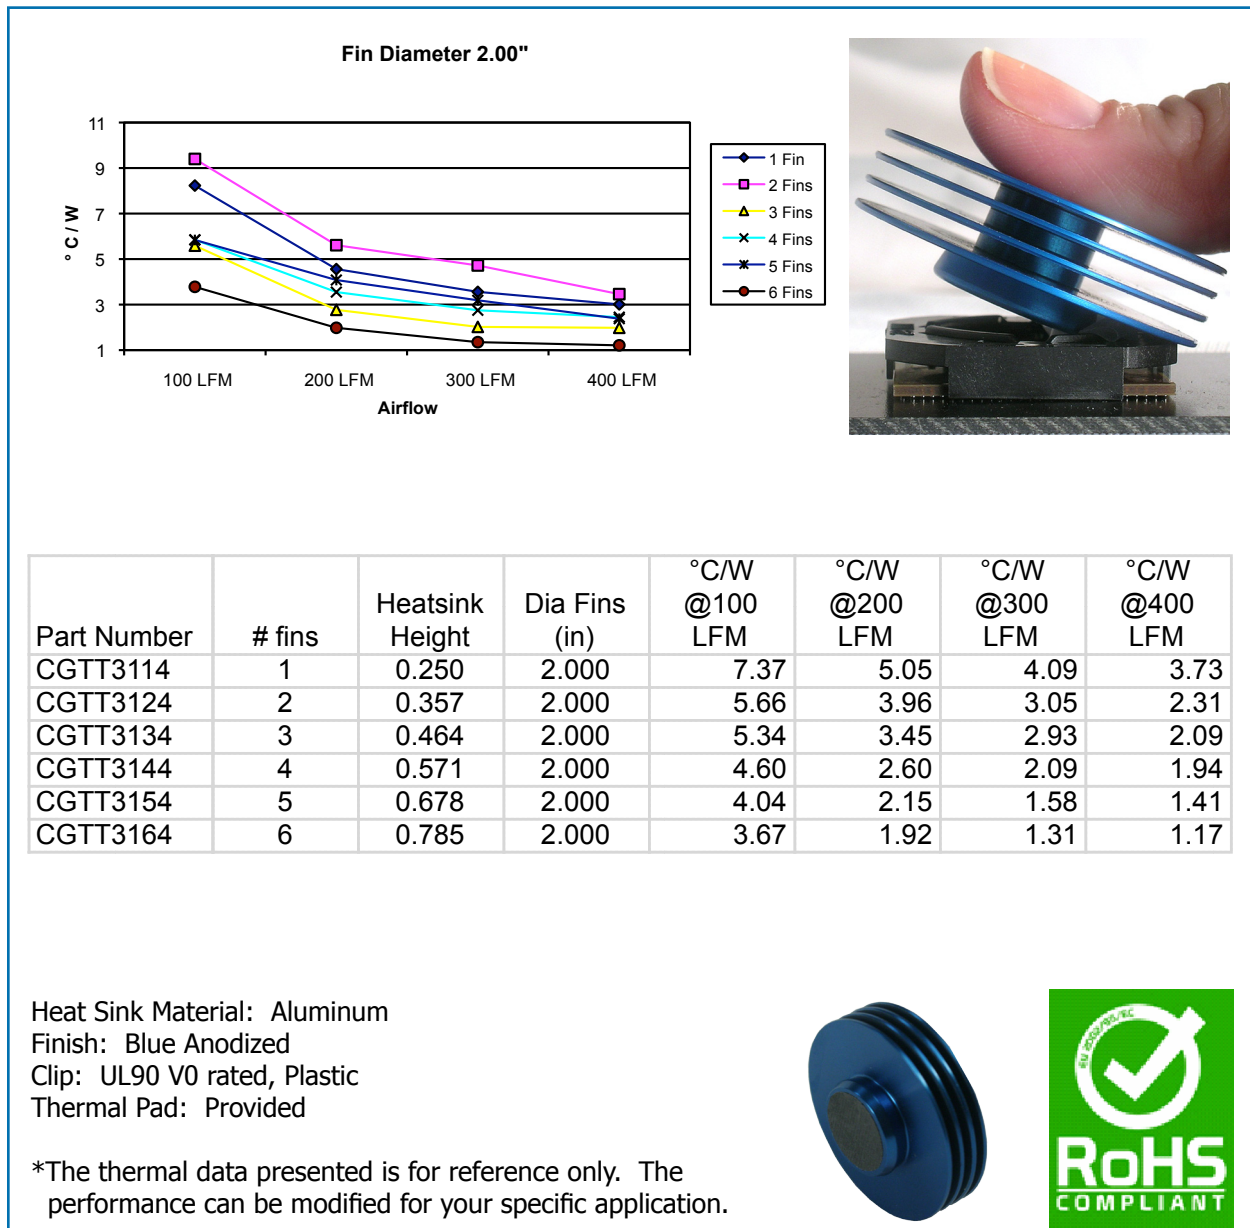 Fin Diameter 2.00"
11
9
7
5
3
1
° C / W
100 LFM 200 LFM 300 LFM 400 LFM
Airflow
1 Fin
2 Fins
3 Fins
4 Fins
5 Fins
6 Fins
Part Number # fins Heatsink Height Dia Fins (in) °C/W @100 LFM °C/W @200 LFM °C/W @300 LFM °C/W @400 LFM
CGTT3114 1 0.250 2.000 7.37 5.05 4.09 3.73
CGTT3124 2 0.357 2.000 5.66 3.96 3.05 2.31
CGTT3134 3 0.464 2.000 5.34 3.45 2.93 2.09
CGTT3144 4 0.571 2.000 4.60 2.60 2.09 1.94
CGTT3154 5 0.678 2.000 4.04 2.15 1.58 1.41
CGTT3164 6 0.785 2.000 3.67 1.92 1.31 1.17
Heat Sink Material: Aluminum
Finish: Blue Anodized
Clip: UL90 V0 rated, Plastic
Thermal Pad: Provided
*The thermal data presented is for reference only. The
performance can be modified for your specific application.
EU 2002/95/EC
RoHS
COMPLIANT